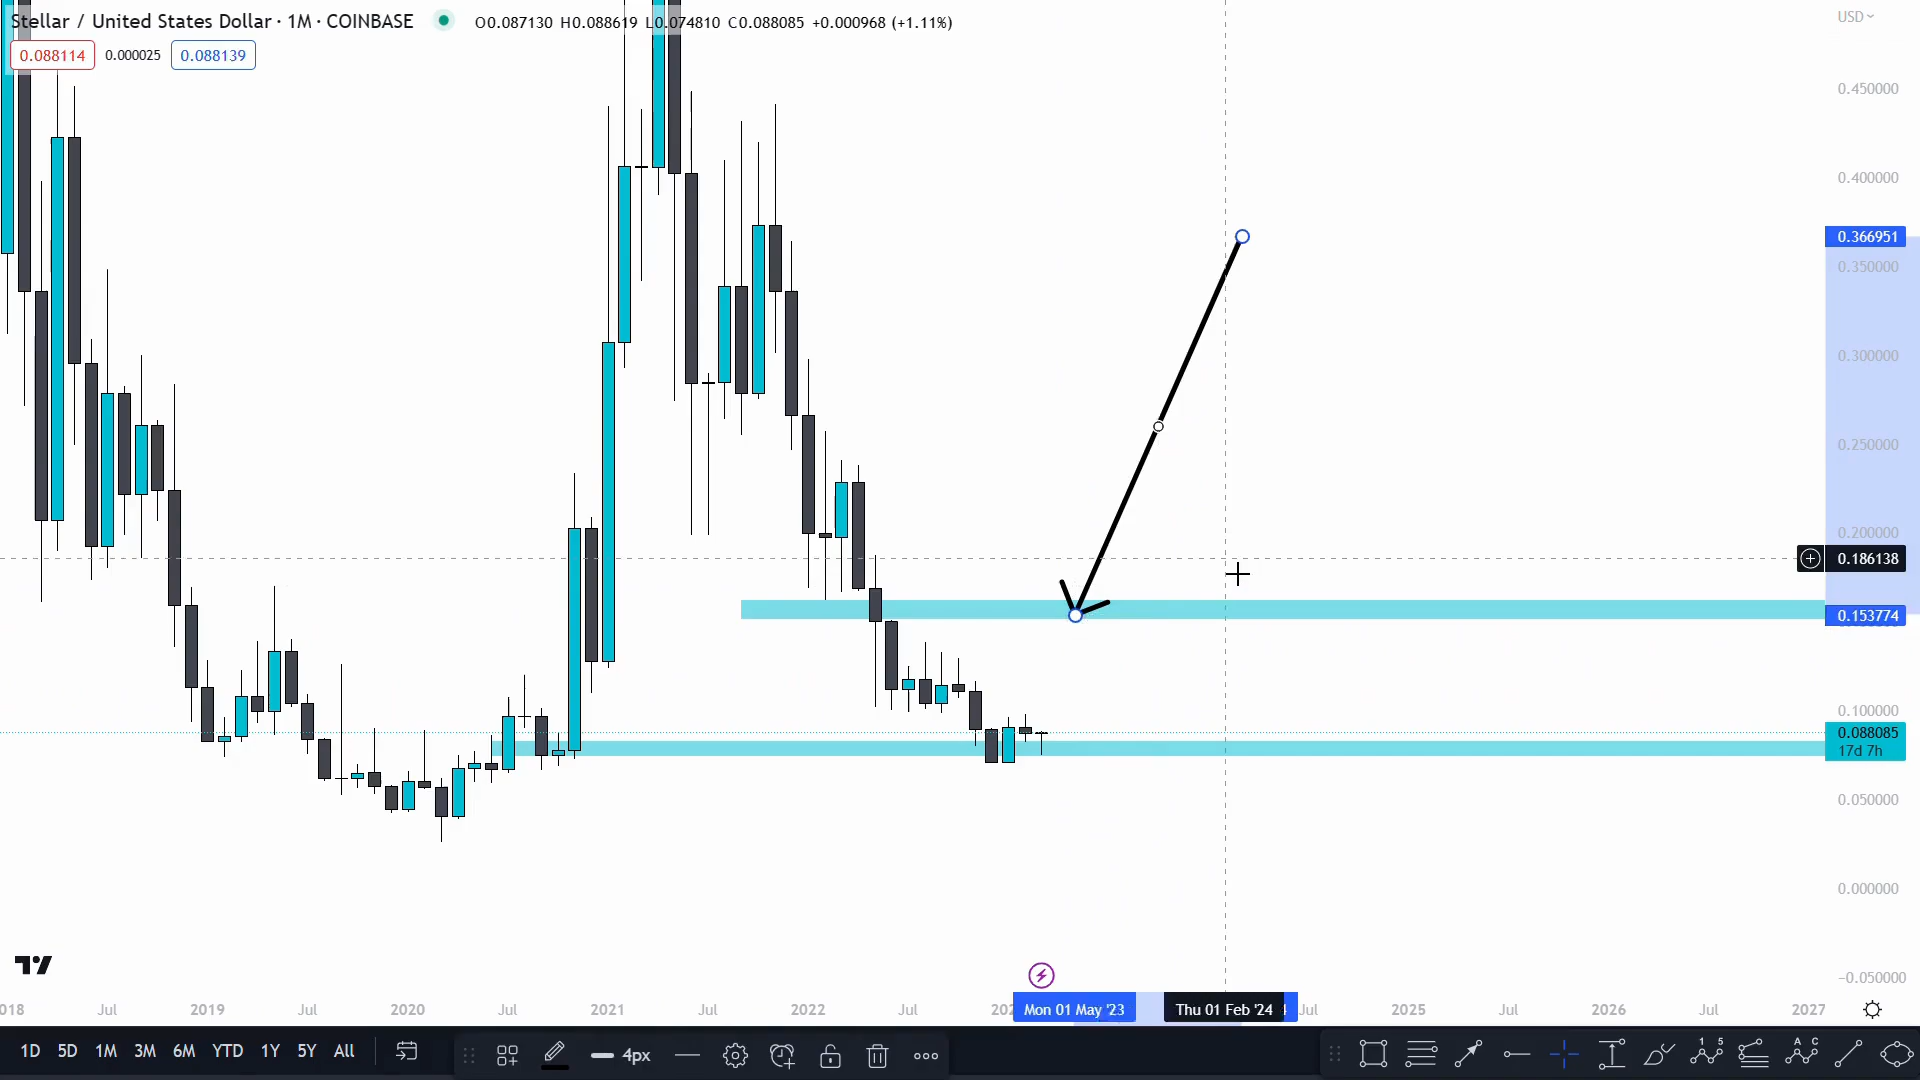 Stellar / United States Dollar · 1M · COINBASE O0.087130 H0.088619 L0.074810 C0.088085 +0.000968 (+1.11%)
USD
0.088114 0.000025 0.088139
0.450000
0.400000
0.366951
0.350000
0.300000
0.250000
0.200000
0.186138
0.153774
0.100000
0.088085
17d 7h
0.050000
0.000000
−0.050000
018 Jul 2019 Jul 2020 Jul 2021 Jul 2022 Jul Mon 01 May '23 Thu 01 Feb '24 Jul 2025 Jul 2026 Jul 2027
1D 5D 1M 3M 6M YTD 1Y 5Y All 4px